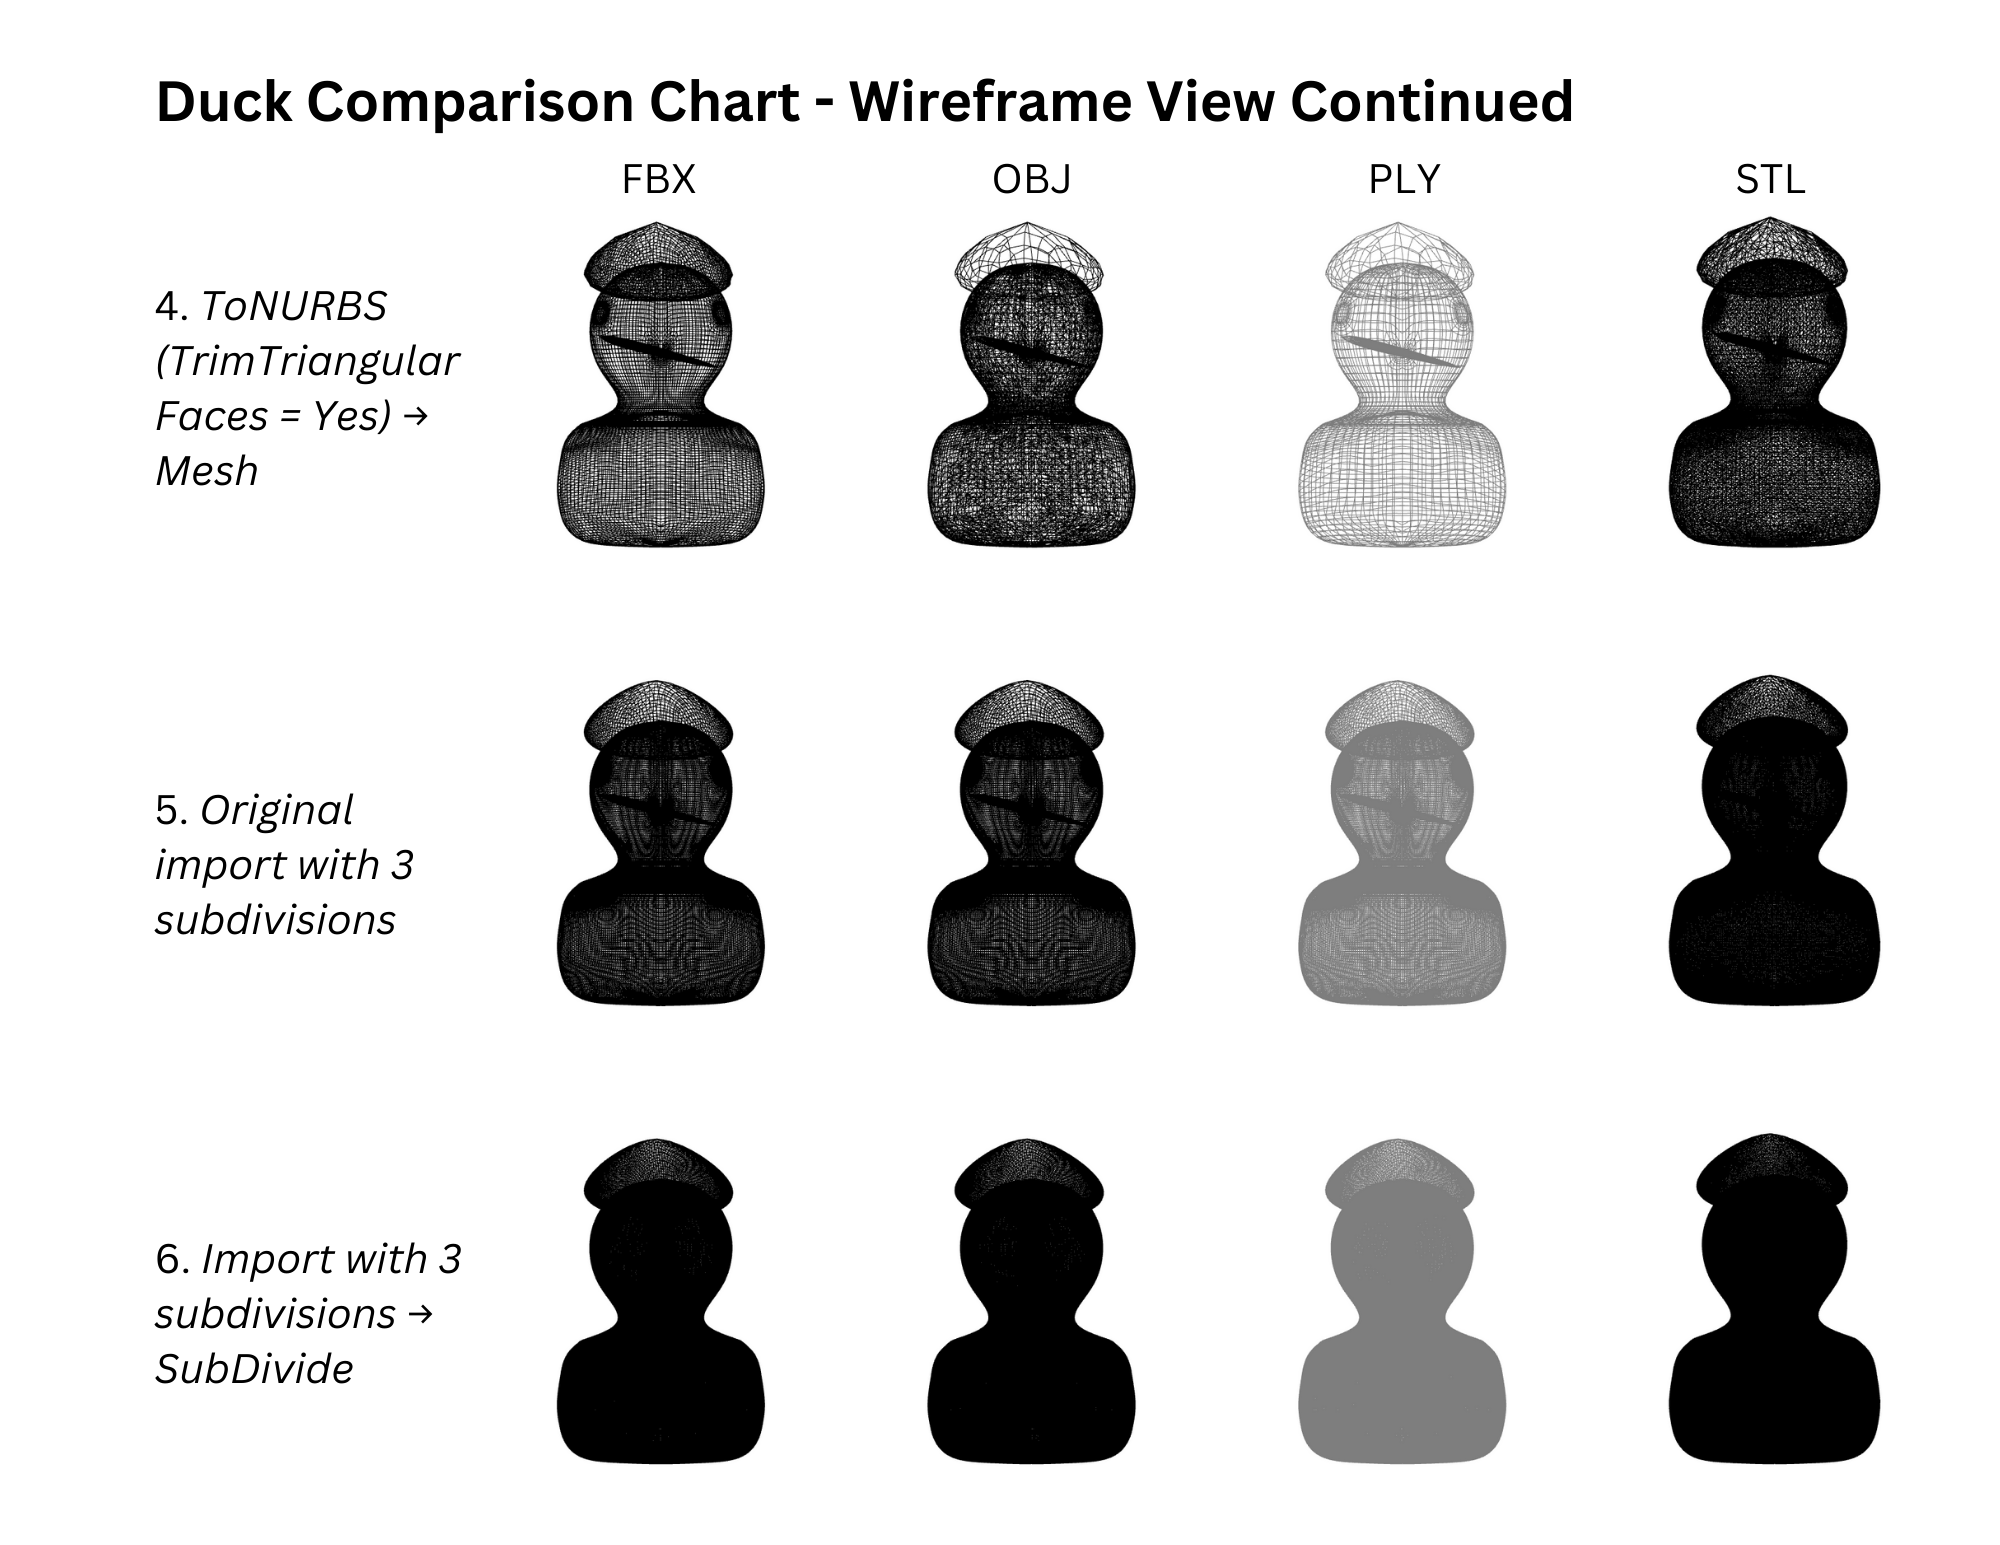 Duck Comparison Chart - Wireframe View Continued
FBX OBJ PLY STL
4. ToNURBS
(TrimTriangular
Faces = Yes) →
Mesh
5. Original
import with 3
subdivisions
6. Import with 3
subdivisions →
SubDivide